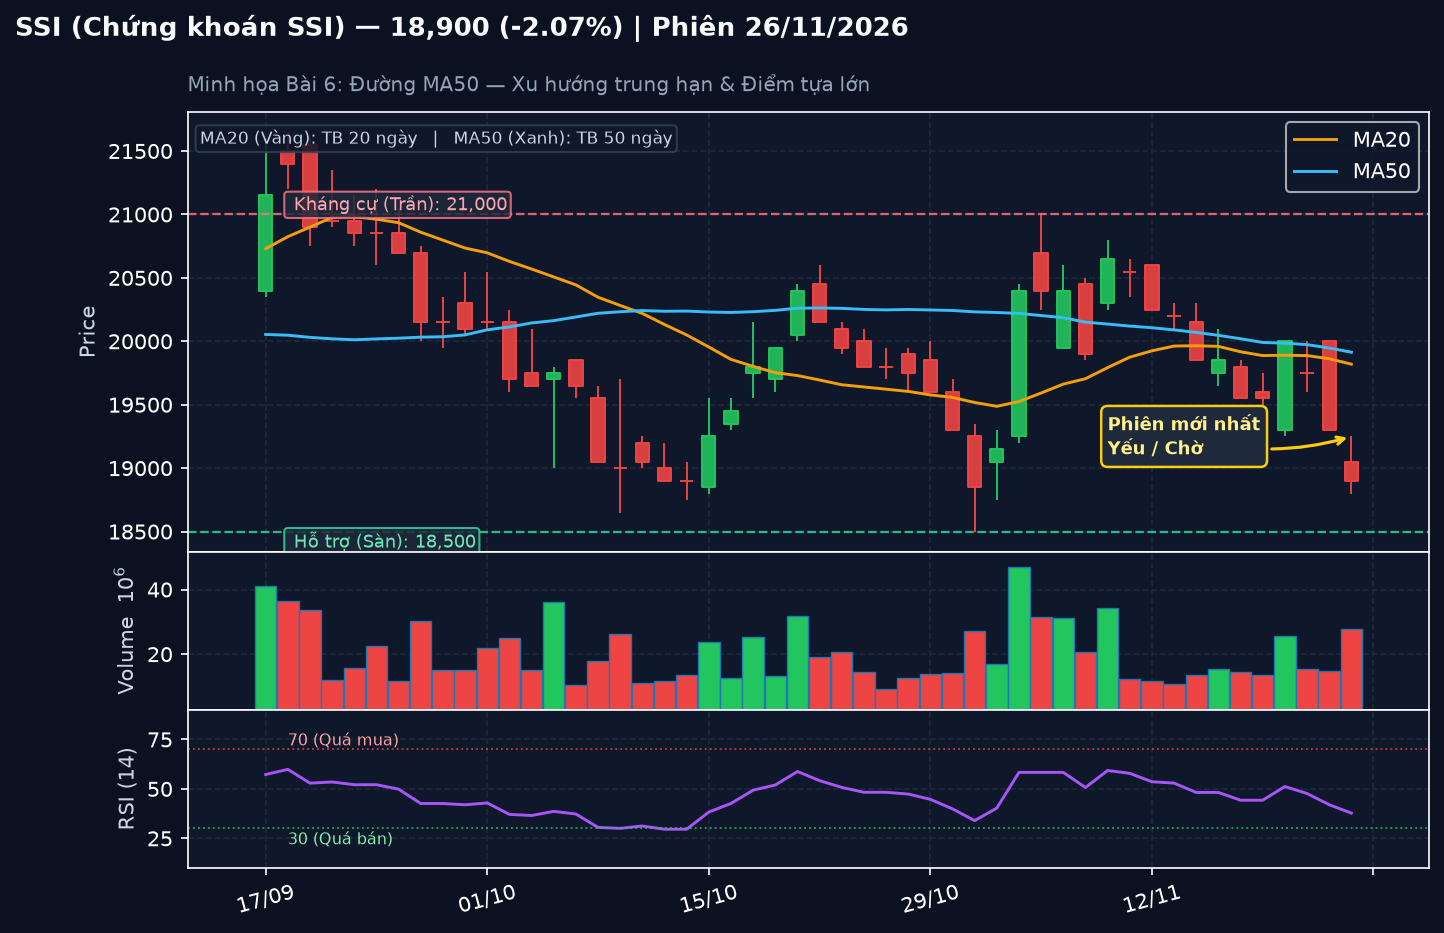 SSI (Chứng khoán SSI) — 18,900 (-2.07%) | Phiên 26/11/2026
Minh họa Bài 6: Đường MA50 — Xu hướng trung hạn & Điểm tựa lớn
MA20 (Vàng): TB 20 ngày | MA50 (Xanh): TB 50 ngày
MA20
MA50
Kháng cự (Trần): 21,000
Phiên mới nhất
Yếu / Chờ
Hỗ trợ (Sàn): 18,500
Price
21500
21000
20500
20000
19500
19000
18500
Volume 10^6
40
20
RSI (14)
75
50
25
70 (Quá mua)
30 (Quá bán)
17/09
01/10
15/10
29/10
12/11